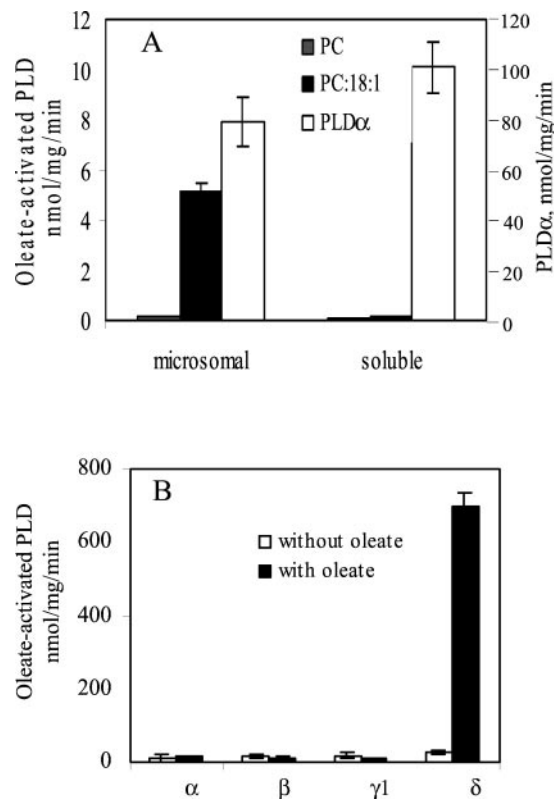 A
Oleate-activated PLD
nmol/mg/min
12
10
8
6
4
2
0
PC
PC:18:1
PLDα
120
100
80
60
40
20
0
PLDα, nmol/mg/min
microsomal soluble
B
Oleate-activated PLD
nmol/mg/min
800
600
400
200
0
without oleate
with oleate
α β γ1 δ